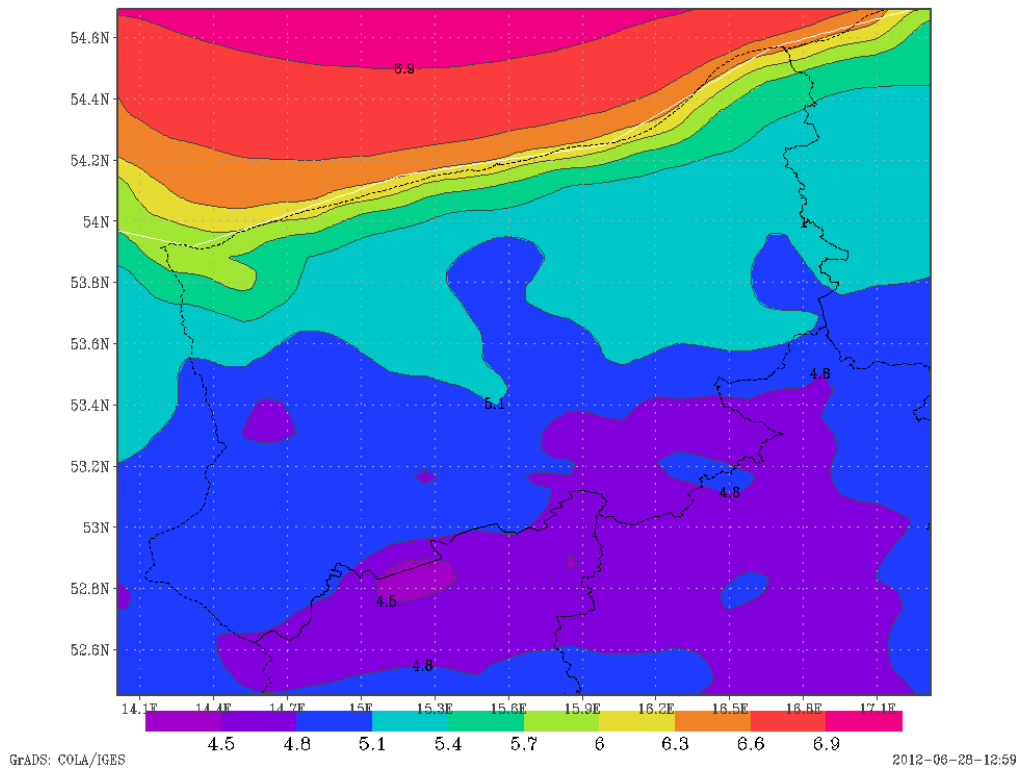 54.6N
6.9
54.4N
54.2N
54N
53.8N
53.6N
4.8
53.4N
5.1
53.2N
4.8
53N
52.8N
4.5
52.6N
4.8
14.1E 14.4E 14.7E 15E 15.3E 15.6E 15.9E 16.2E 16.5E 16.8E 17.1E
4.5 4.8 5.1 5.4 5.7 6 6.3 6.6 6.9
GrADS: COLA/IGES 2012-06-28-12:59